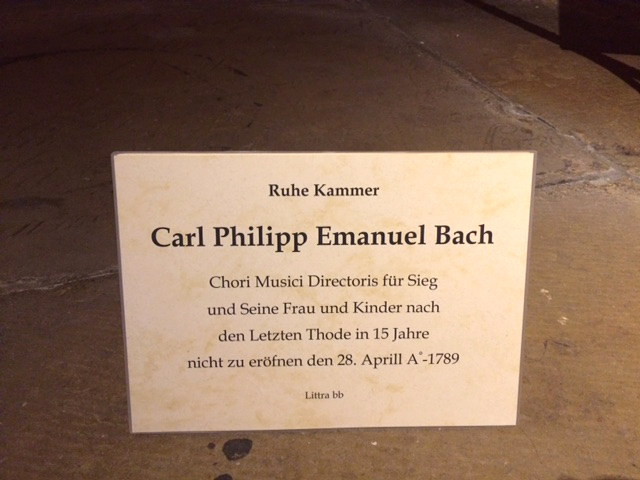 Ruhe Kammer
Carl Philipp Emanuel Bach
Chori Musici Directoris für Sieg
und Seine Frau und Kinder nach
den Letzten Thode in 15 Jahre
nicht zu eröfnen den 28. Aprill A°-1789
Littra bb